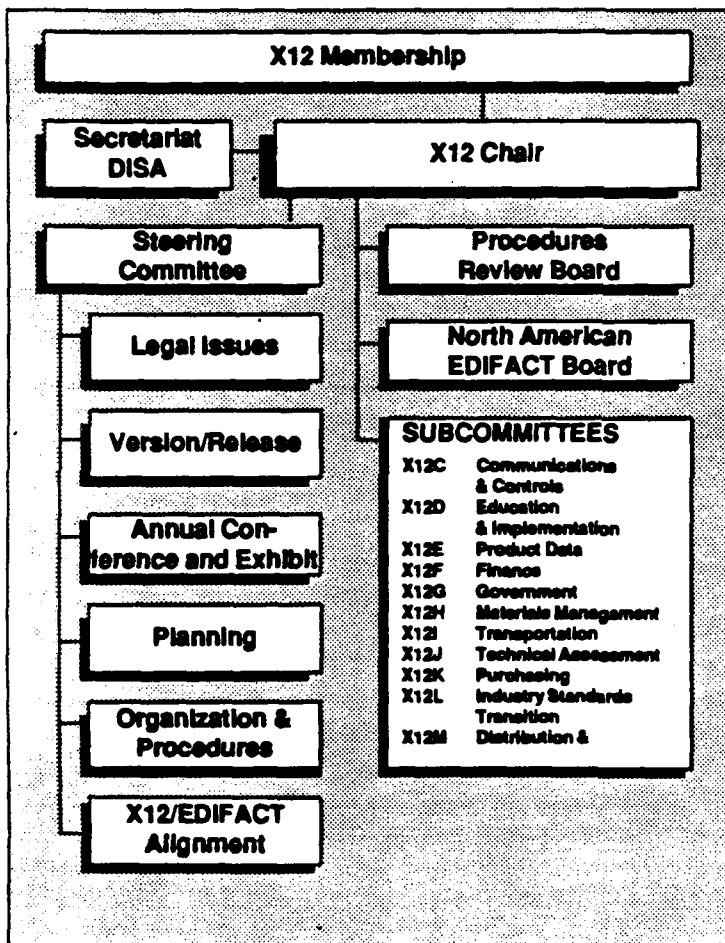 X12 Membership
Secretariat
DISA
X12 Chair
Steering
Committee
Procedures
Review Board
Legal Issues
North American
EDIFACT Board
Version/Release
Annual Con-
ference and Exhibit
Planning
Organization &
Procedures
X12/EDIFACT
Alignment
SUBCOMMITTEES
X12C Communications
& Controls
X12D Education
& Implementation
X12E Product Data
X12F Finance
X12G Government
X12H Materials Management
X12I Transportation
X12J Technical Assessment
X12K Purchasing
X12L Industry Standards
Transition
X12M Distribution &